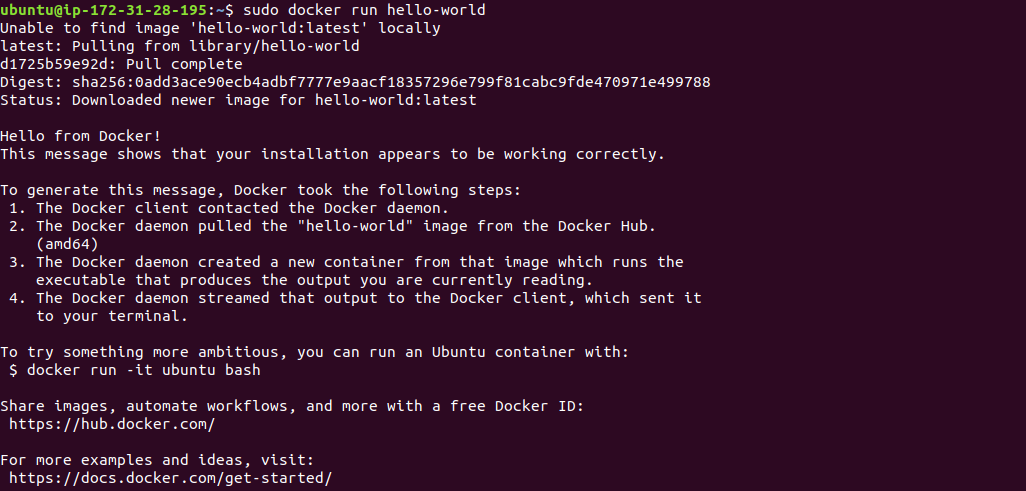 ubuntu@ip-172-31-28-195:~$ sudo docker run hello-world
Unable to find image 'hello-world:latest' locally
latest: Pulling from library/hello-world
d1725b59e92d: Pull complete
Digest: sha256:0add3ace90ecb4adbf7777e9aacf18357296e799f81cabc9fde470971e499788
Status: Downloaded newer image for hello-world:latest

Hello from Docker!
This message shows that your installation appears to be working correctly.

To generate this message, Docker took the following steps:
 1. The Docker client contacted the Docker daemon.
 2. The Docker daemon pulled the "hello-world" image from the Docker Hub.
    (amd64)
 3. The Docker daemon created a new container from that image which runs the
    executable that produces the output you are currently reading.
 4. The Docker daemon streamed that output to the Docker client, which sent it
    to your terminal.

To try something more ambitious, you can run an Ubuntu container with:
 $ docker run -it ubuntu bash

Share images, automate workflows, and more with a free Docker ID:
 https://hub.docker.com/

For more examples and ideas, visit:
 https://docs.docker.com/get-started/